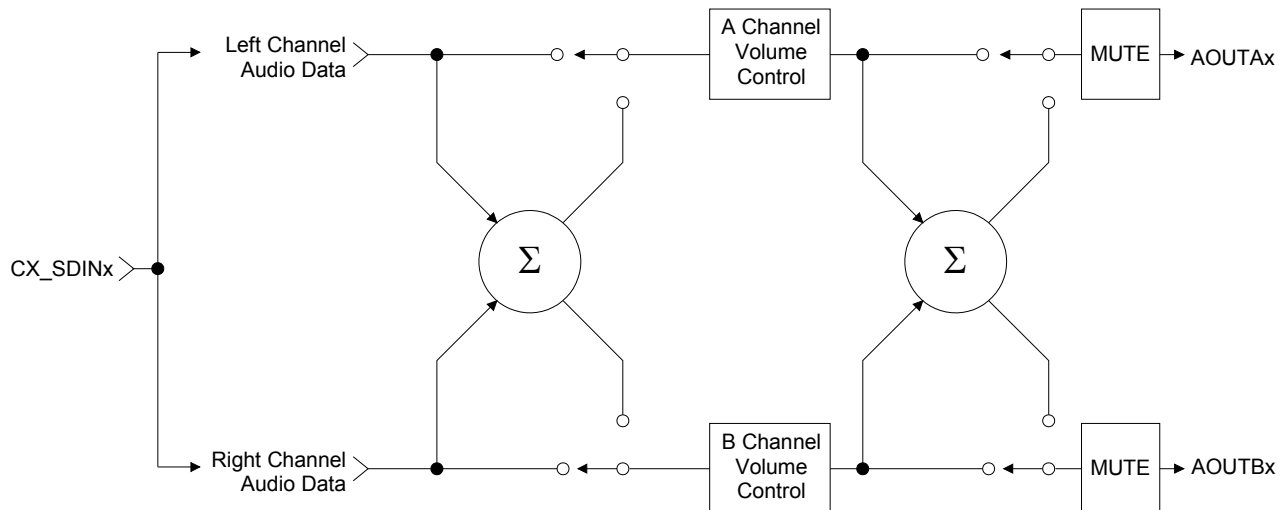 Left Channel
Audio Data
A Channel
Volume
Control
MUTE
AOUTAx
Σ
Σ
CX_SDINx
Right Channel
Audio Data
B Channel
Volume
Control
MUTE
AOUTBx